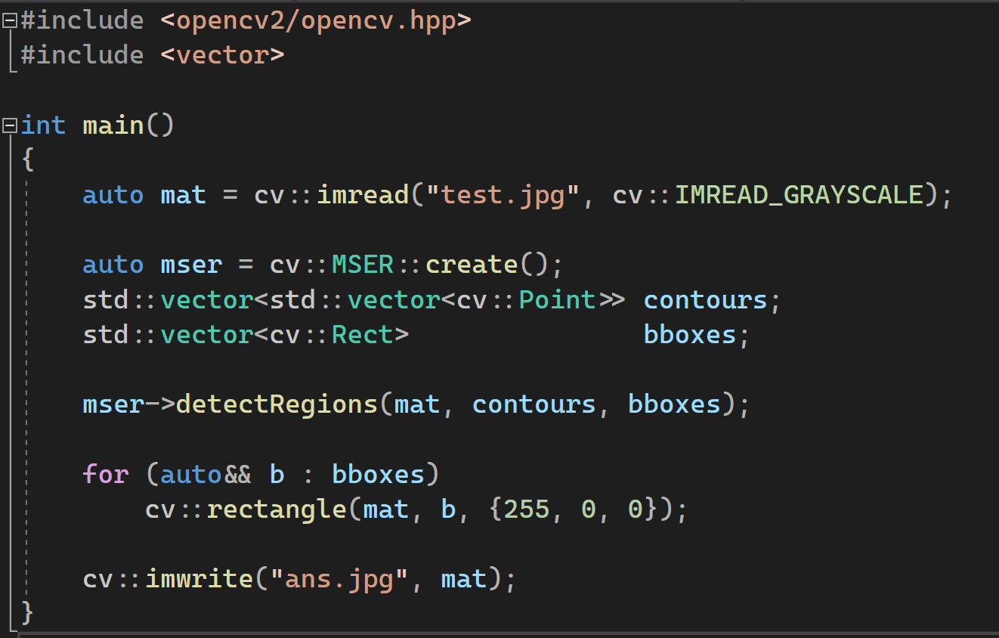 #include <opencv2/opencv.hpp>
#include <vector>
int main()
{
auto mat = cv::imread("test.jpg", cv::IMREAD_GRAYSCALE);
auto mser = cv::MSER::create();
std::vector<std::vector<cv::Point>> contours;
std::vector<cv::Rect> bboxes;
mser->detectRegions(mat, contours, bboxes);
for (auto&& b : bboxes)
cv::rectangle(mat, b, {255, 0, 0});
cv::imwrite("ans.jpg", mat);
}